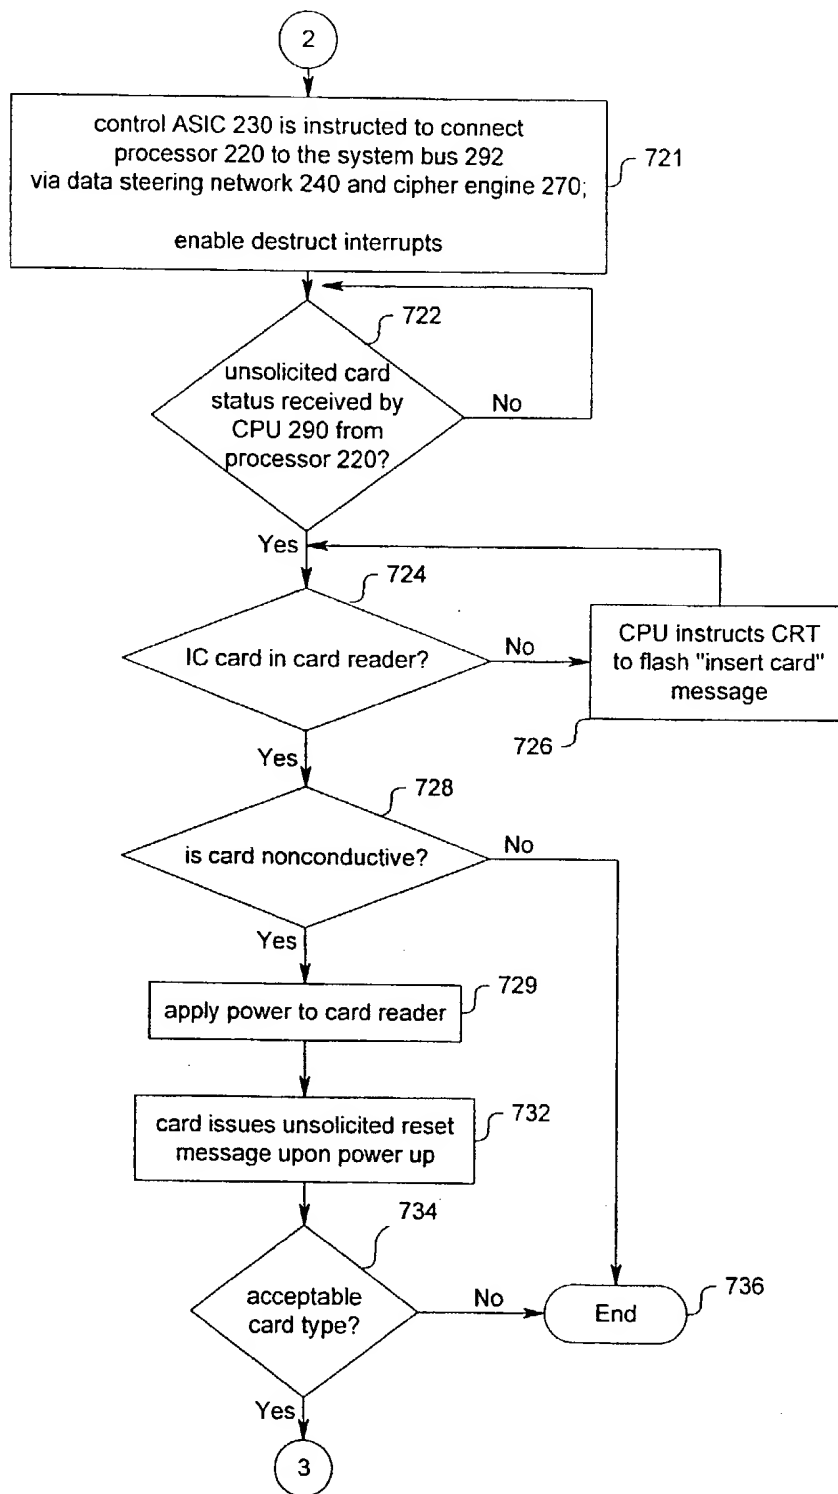 2
control ASIC 230 is instructed to connect
processor 220 to the system bus 292
via data steering network 240 and cipher engine 270;
enable destruct interrupts
721
722
unsolicited card
status received by
CPU 290 from
processor 220?
No
Yes
724
IC card in card reader?
No
CPU instructs CRT
to flash "insert card"
message
726
Yes
728
is card nonconductive?
No
Yes
729
apply power to card reader
732
card issues unsolicited reset
message upon power up
734
acceptable
card type?
No
End
736
Yes
3